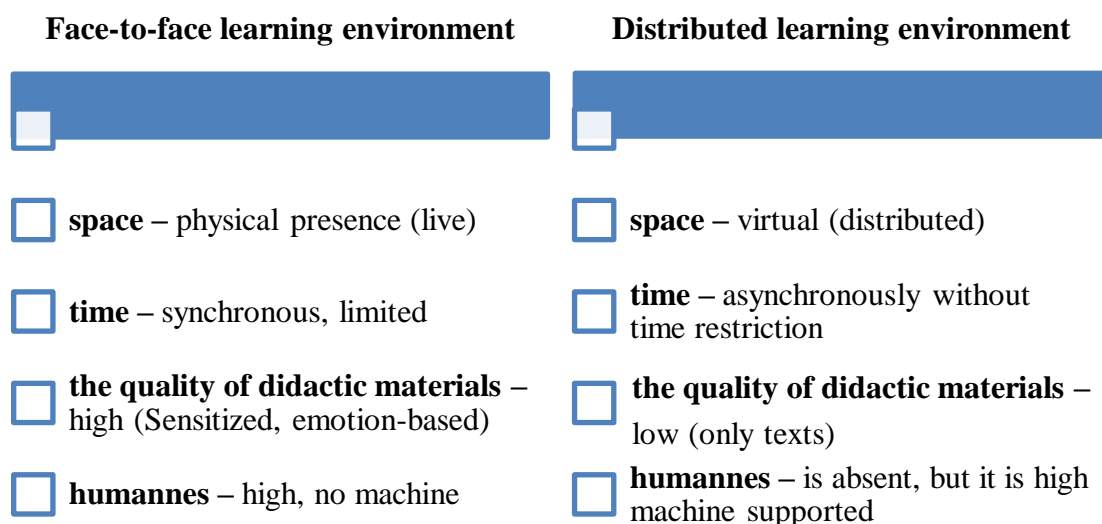 Face-to-face learning environment
space – physical presence (live)
time – synchronous, limited
the quality of didactic materials –
high (Sensitized, emotion-based)
humannes – high, no machine
Distributed learning environment
space – virtual (distributed)
time – asynchronously without
time restriction
the quality of didactic materials –
low (only texts)
humannes – is absent, but it is high
machine supported